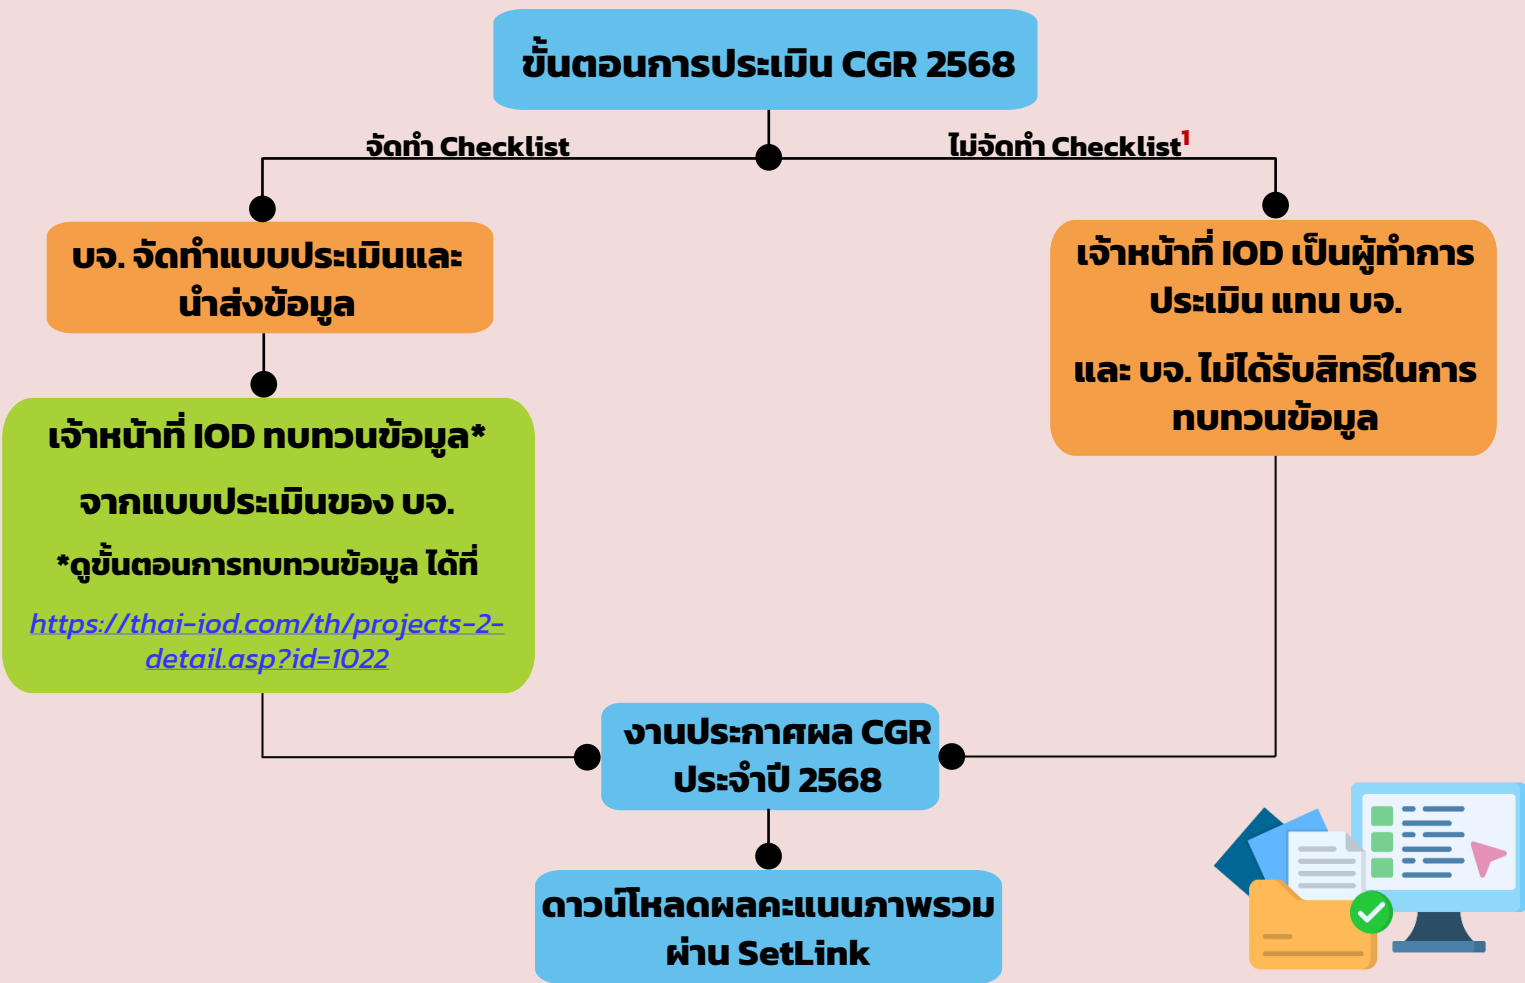 ขั้นตอนการประเมิน CGR 2568
จัดทำ Checklist
ไม่จัดทำ Checklist¹
บจ. จัดทำแบบประเมินและ
นำส่งข้อมูล
เจ้าหน้าที่ IOD เป็นผู้ทำการ
ประเมิน แทน บจ.
และ บจ. ไม่ได้รับสิทธิในการ
ทบทวนข้อมูล
เจ้าหน้าที่ IOD ทบทวนข้อมูล*
จากแบบประเมินของ บจ.
*ดูขั้นตอนการทบทวนข้อมูล ได้ที่
https://thai-iod.com/th/projects-2-
detail.asp?id=1022
งานประกาศผล CGR
ประจำปี 2568
ดาวน์โหลดผลคะแนนภาพรวม
ผ่าน SetLink